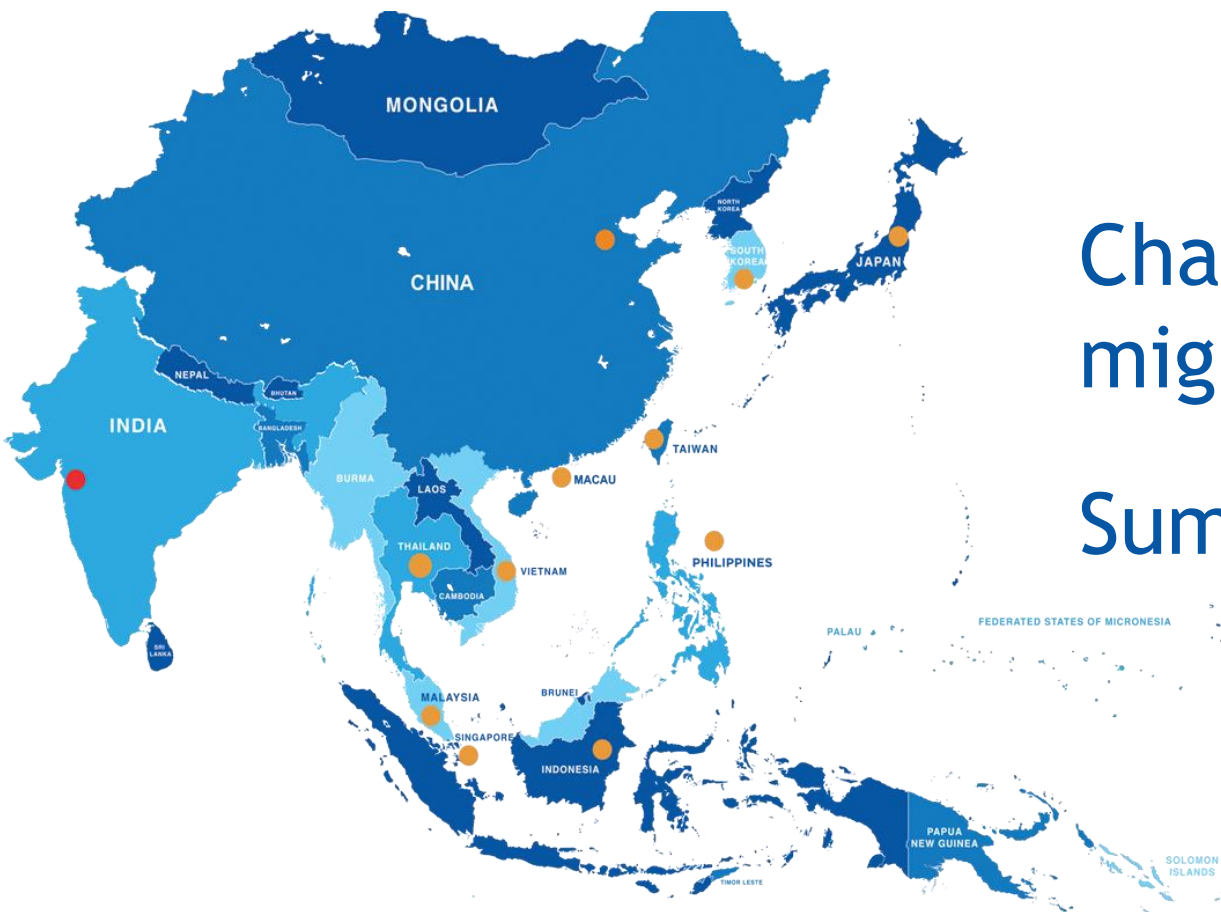 MONGOLIA
NORTH
KOREA
SOUTH
KOREA
JAPAN
CHINA
Cha
mig
NEPAL
BHUTAN
BANGLADESH
INDIA
TAIWAN
BURMA
LAOS
MACAU
Sum
THAILAND
VIETNAM
PHILIPPINES
CAMBODIA
FEDERATED STATES OF MICRONESIA
PALAU
SRI
LANKA
MALAYSIA
BRUNEI
SINGAPORE
INDONESIA
PAPUA
NEW GUINEA
SOLOMON
ISLANDS
TIMOR LESTE